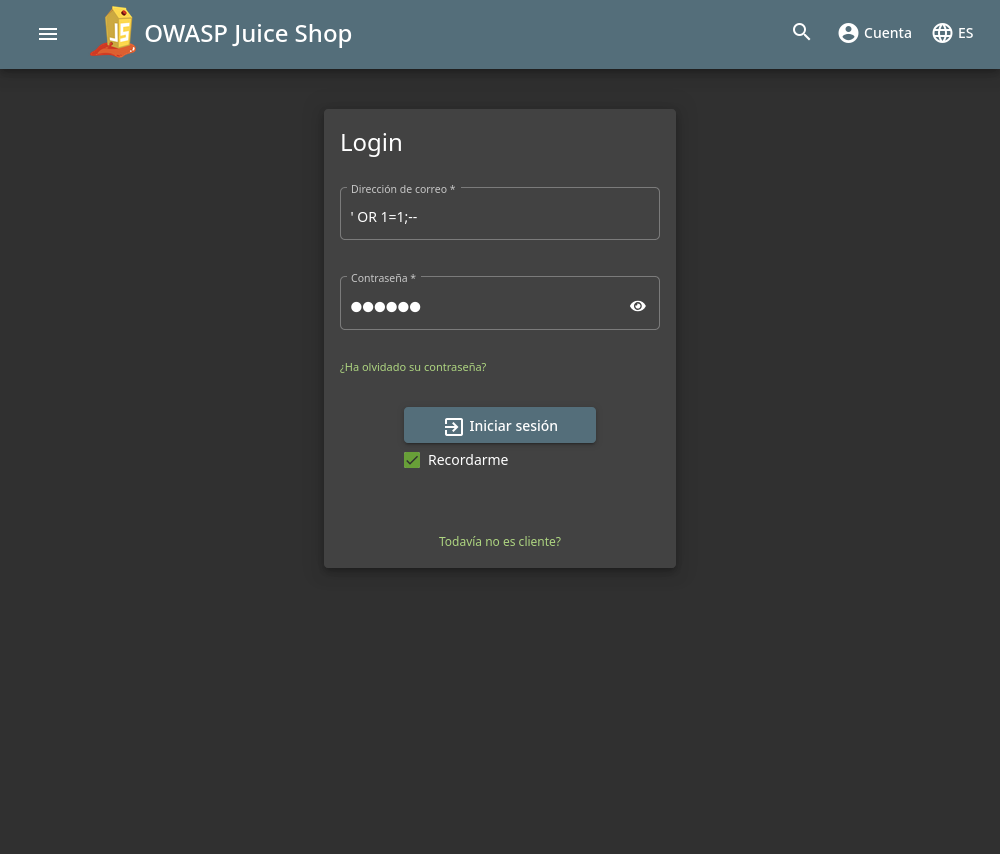 JS
OWASP Juice Shop
Cuenta
ES
Login
Dirección de correo *
' OR 1=1;--
Contraseña *
●●●●●●
¿Ha olvidado su contraseña?
Iniciar sesión
Recordarme
Todavía no es cliente?